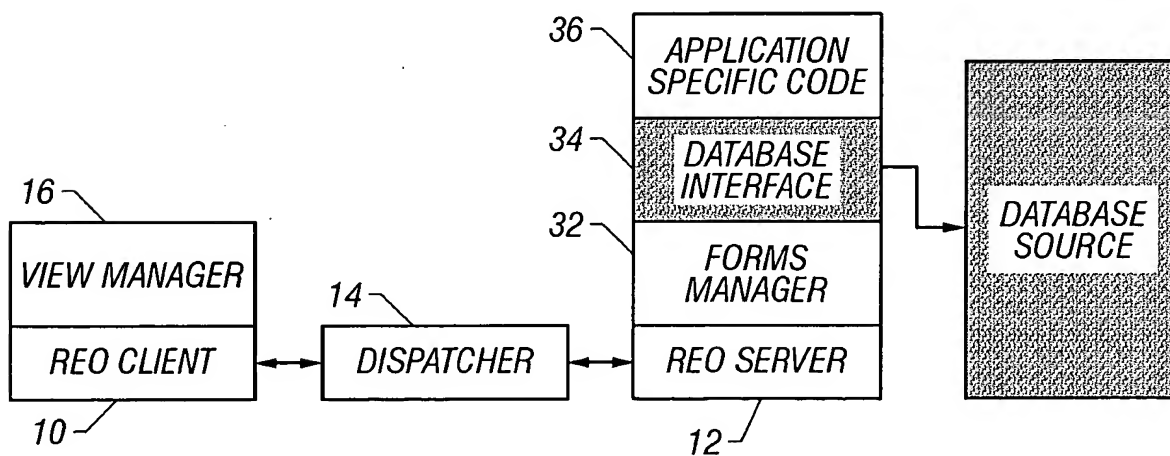 36
APPLICATION
SPECIFIC CODE
34
DATABASE
INTERFACE
DATABASE
SOURCE
16
32
VIEW MANAGER
FORMS
MANAGER
14
REO CLIENT
DISPATCHER
REO SERVER
10
12